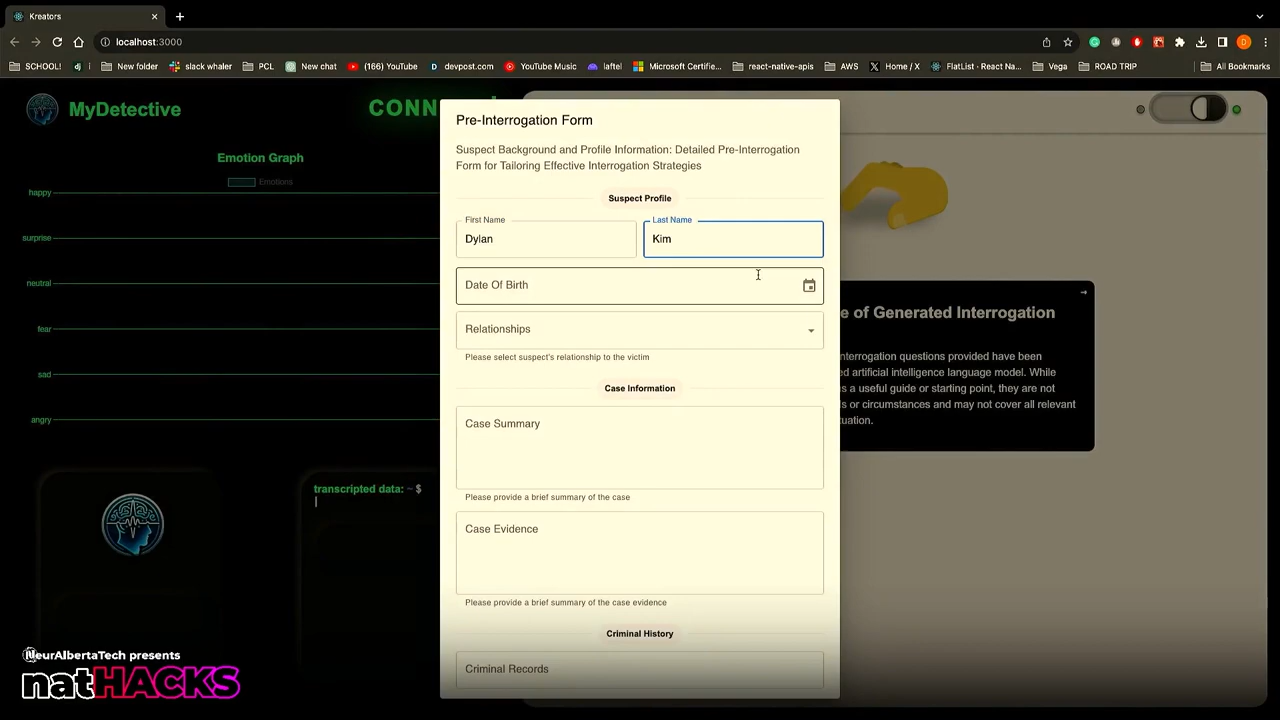 Kreators
localhost:3000
SCHOOL!
dj i
New folder
slack whaler
PCL
New chat
(166) YouTube
devpost.com
YouTube Music
laftel
Microsoft Certifie...
react-native-apis
AWS
Home / X
FlatList · React Na...
Vega
ROAD TRIP
All Bookmarks
MyDetective
CONN
Emotion Graph
Emotions
happy
surprise
neutral
fear
sad
angry
transcripted data: ~ $
Pre-Interrogation Form
Suspect Background and Profile Information: Detailed Pre-Interrogation
Form for Tailoring Effective Interrogation Strategies
Suspect Profile
First Name
Dylan
Last Name
Kim
Date Of Birth
Relationships
Please select suspect's relationship to the victim
Case Information
Case Summary
Please provide a brief summary of the case
Case Evidence
Please provide a brief summary of the case evidence
Criminal History
Criminal Records
e of Generated Interrogation
nterrogation questions provided have been
ed artificial intelligence language model. While
s a useful guide or starting point, they are not
s or circumstances and may not cover all relevant
tuation.
NeurAlbertaTech presents
natHACKS